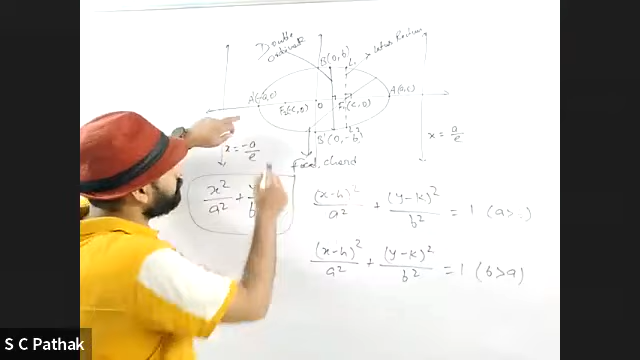 Double
ordinate
B(0,b)
L
Latus Rectum
A'(-a,0)
F₂(-c,0)
O
F₁(c,0)
A(a,0)
B'(0,-b)
L'
x = -a/e
x = a/e
Focal chord
x²/a² + y
b
(x-h)²/a² + (y-k)²/b² = 1 (a>
(x-h)²/a² + (y-k)²/b² = 1 (b>a)
S C Pathak